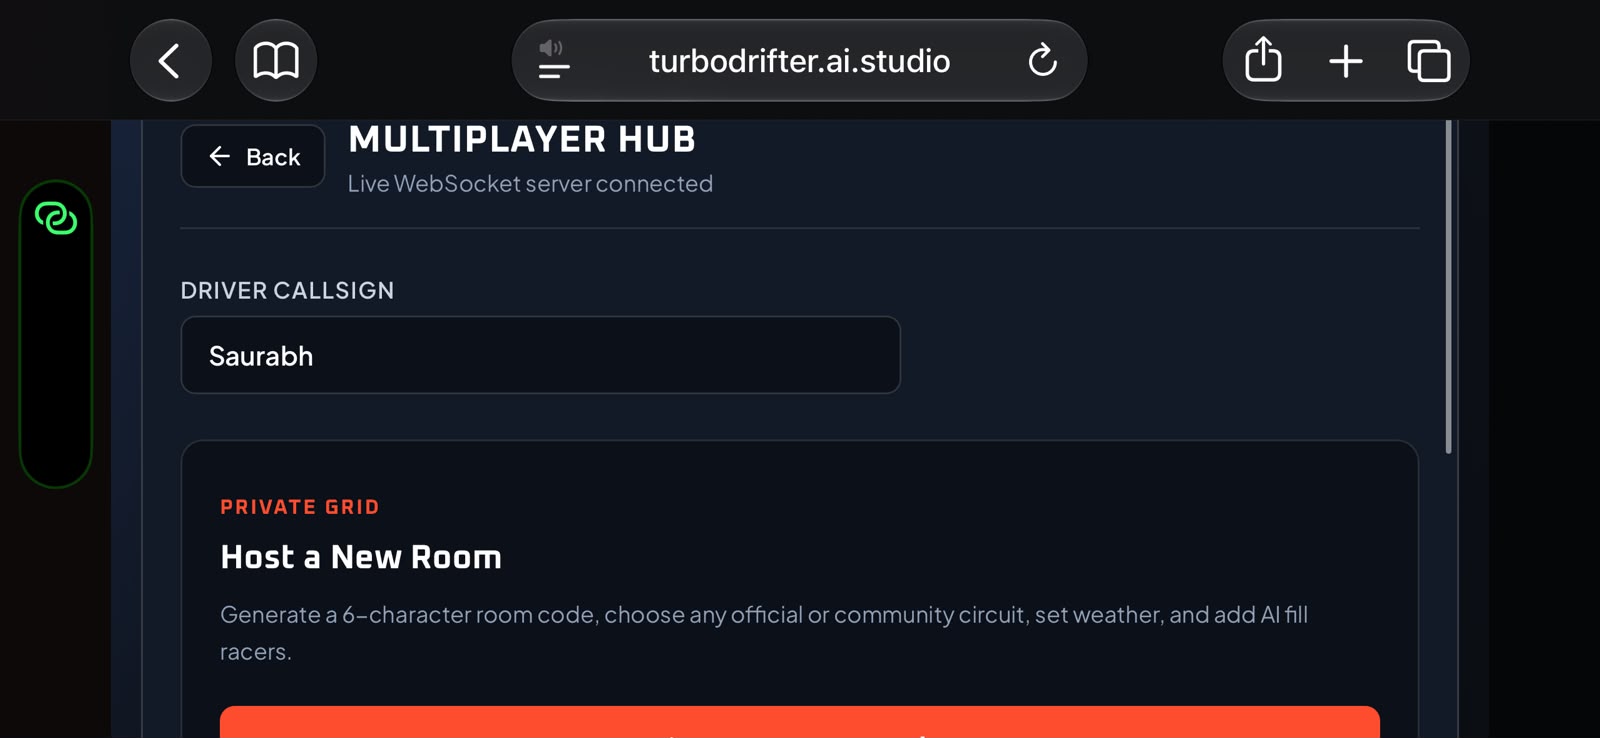 turbodrifter.ai.studio
Back
MULTIPLAYER HUB
Live WebSocket server connected
DRIVER CALLSIGN
Saurabh
PRIVATE GRID
Host a New Room
Generate a 6-character room code, choose any official or community circuit, set weather, and add AI fill
racers.